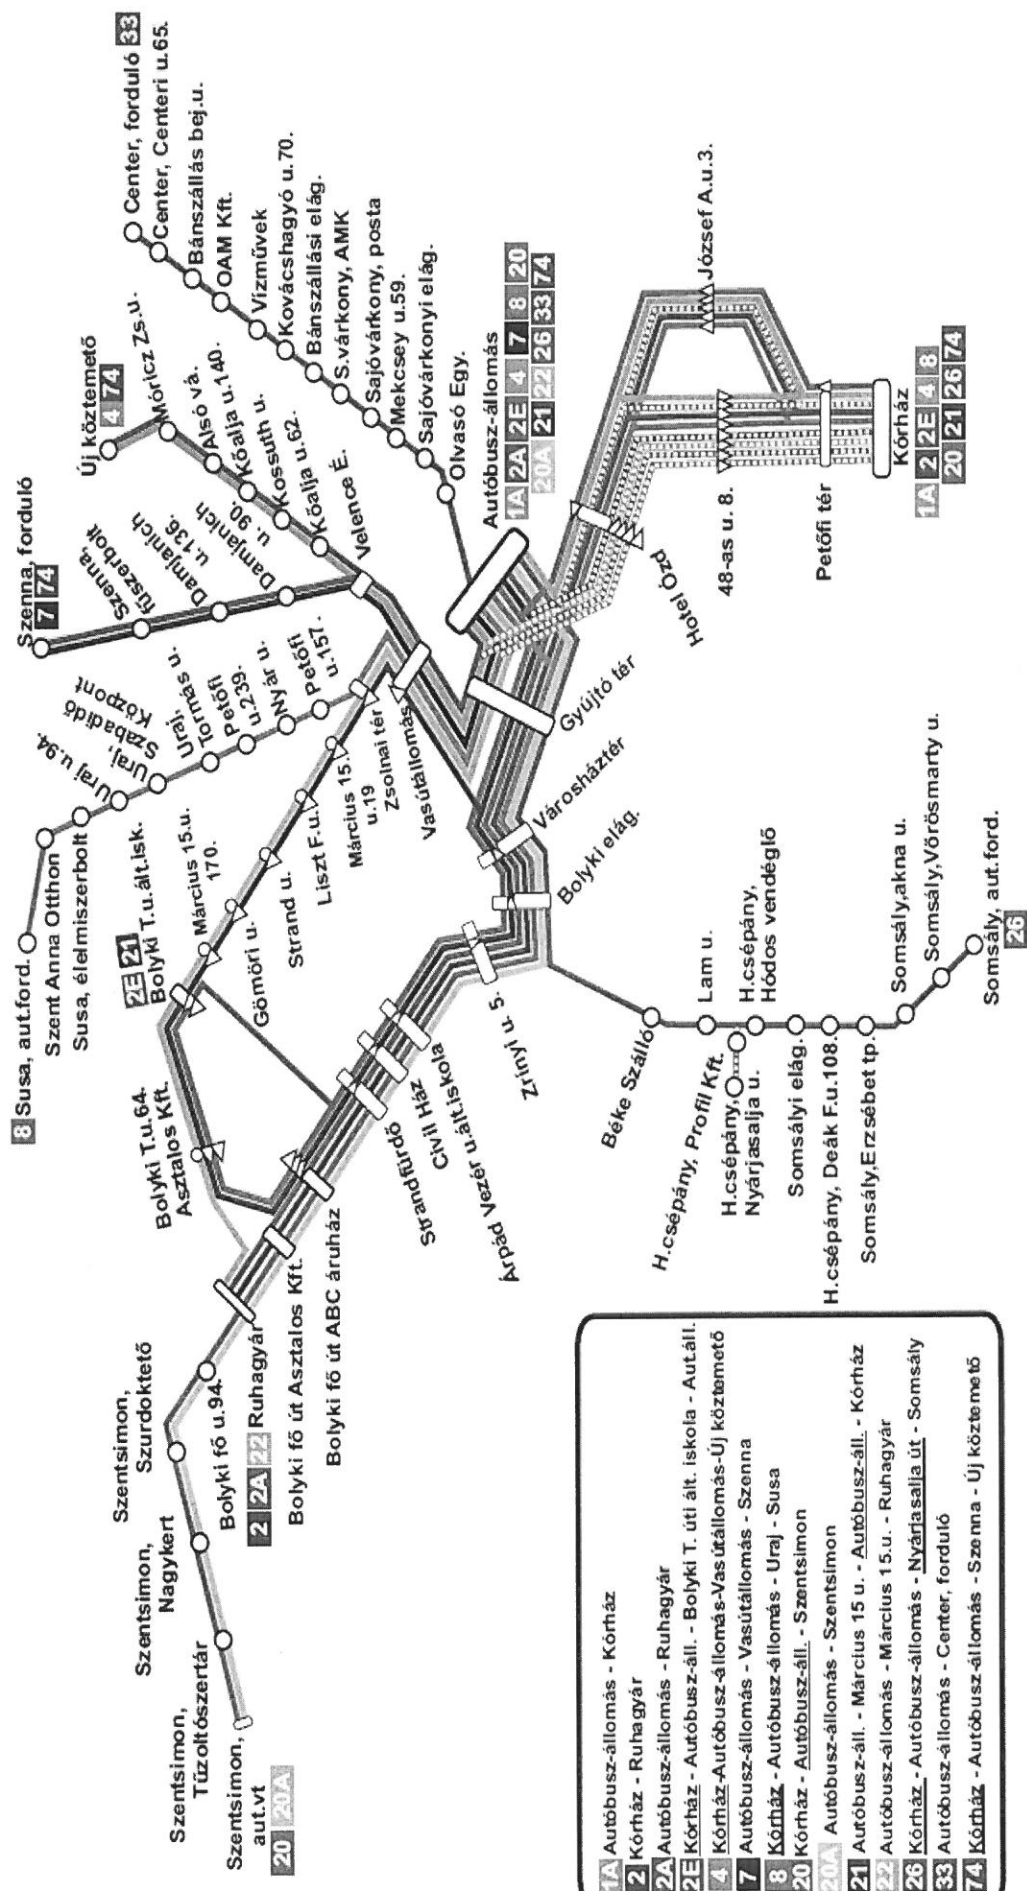 8 Susa, aut.ford.
Szent Anna Otthon
Susa, élelmiszerbolt
Uraj u.94.
Uraj,
Szabadidő
Központ
Uraj,
Tormás u.
Petőfi
u.239.
Nyár u.
Petőfi
u.157.
Szenna, forduló
7 74
Szenna,
fűszerbolt
Damjanich
u.136.
Damjanich
u. 90.
Új köztemető
4 74
Móricz Zs.u.
Alsó vá.
Kőalja u.140.
Kossuth u.
Kőalja u.62.
Velence É.
Center, forduló 33
Center, Centeri u.65.
Bánszállás bej.u.
OAM Kft.
Vízművek
Kovácshagyó u.70.
Bánszállási elág.
S.várkony, AMK
Sajóvárkony, posta
Mekcsey u.59.
Sajóvárkonyi elág.
Olvasó Egy.
Autóbusz-állomás
1A 2A 2E 4 7 8 20
20A 21 22 26 33 74
2E 21
Bolyki T.u.ált.isk.
Március 15.u.
170.
Gömöri u.
Strand u.
Liszt F.u.
Március 15.
u.19
Zsolnai tér
Vasútállomás
Bolyki T.u.64.
Asztalos Kft.
Szentsimon,
Szurdoktető
Szentsimon,
Nagykert
Szentsimon,
Tűzoltószertár
Szentsimon,
aut.vt
20 20A
Bolyki fő u.94.
2 2A 22 Ruhagyár
Bolyki fő út Asztalos Kft.
Bolyki fő út ABC áruház
Strandfürdő
Civil Ház
Árpád Vezér u.ált.iskola
Zrínyi u. 5.
Bolyki elág.
Városháztér
Gyújtó tér
Hotel Ózd
48-as u. 8.
József A.u.3.
Petőfi tér
Kórház
1A 2 2E 4 8
20 21 26 74
Béke Szálló
Lam u.
H.csépány, Profil Kft.
H.csépány,
Hódos vendéglő
H.csépány,
Nyárjasalja u.
Somsályi elág.
H.csépány, Deák F.u.108.
Somsály,Erzsébet tp.
Somsály,akna u.
Somsály,Vörösmarty u.
Somsály, aut.ford.
26
1A Autóbusz-állomás - Kórház
2 Kórház - Ruhagyár
2A Autóbusz-állomás - Ruhagyár
2E Kórház - Autóbusz-áll. - Bolyki T. úti ált. iskola - Aut.áll.
4 Kórház-Autóbusz-állomás-Vasútállomás-Új köztemető
7 Autóbusz-állomás - Vasútállomás - Szenna
8 Kórház - Autóbusz-állomás - Uraj - Susa
20 Kórház - Autóbusz-áll. - Szentsimon
20A Autóbusz-állomás - Szentsimon
21 Autóbusz-áll. - Március 15 u. - Autóbusz-áll. - Kórház
22 Autóbusz-állomás - Március 15.u. - Ruhagyár
26 Kórház - Autóbusz-állomás - Nyárjasalja út - Somsály
33 Autóbusz-állomás - Center, forduló
74 Kórház - Autóbusz-állomás - Szenna - Új köztemető